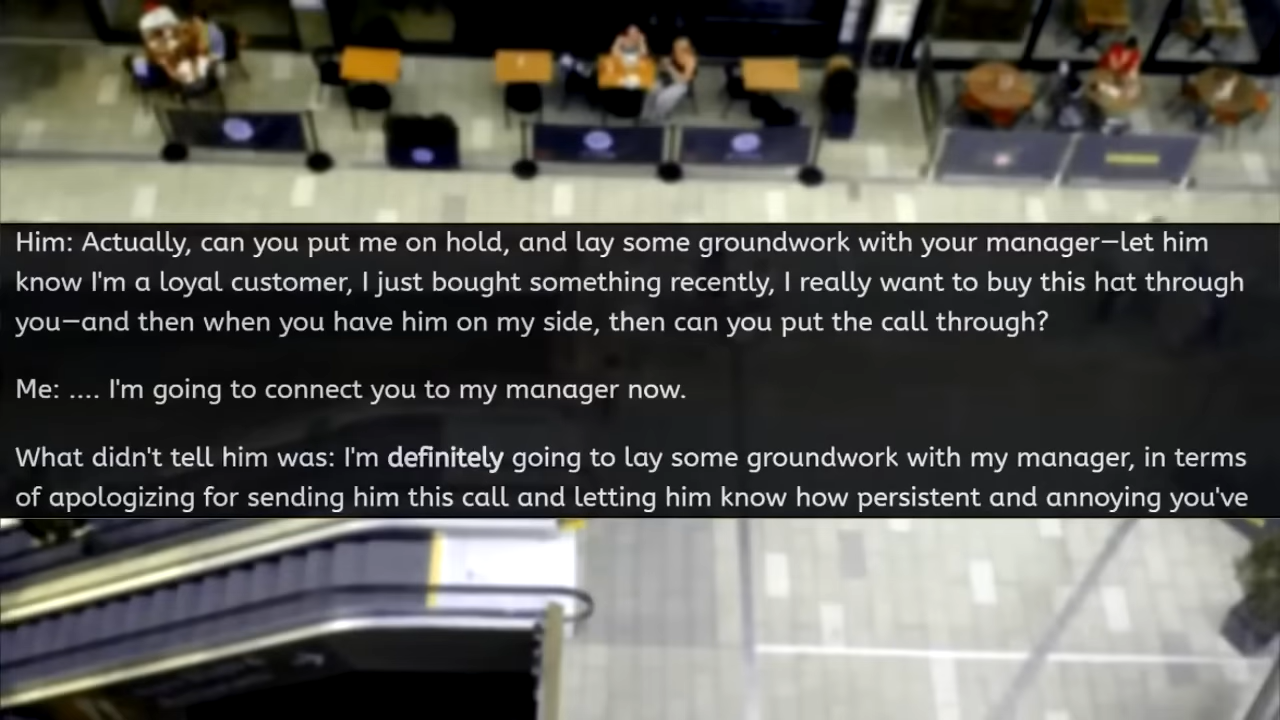 Him: Actually, can you put me on hold, and lay some groundwork with your manager—let him
know I'm a loyal customer, I just bought something recently, I really want to buy this hat through
you—and then when you have him on my side, then can you put the call through?
Me: .... I'm going to connect you to my manager now.
What didn't tell him was: I'm definitely going to lay some groundwork with my manager, in terms
of apologizing for sending him this call and letting him know how persistent and annoying you've